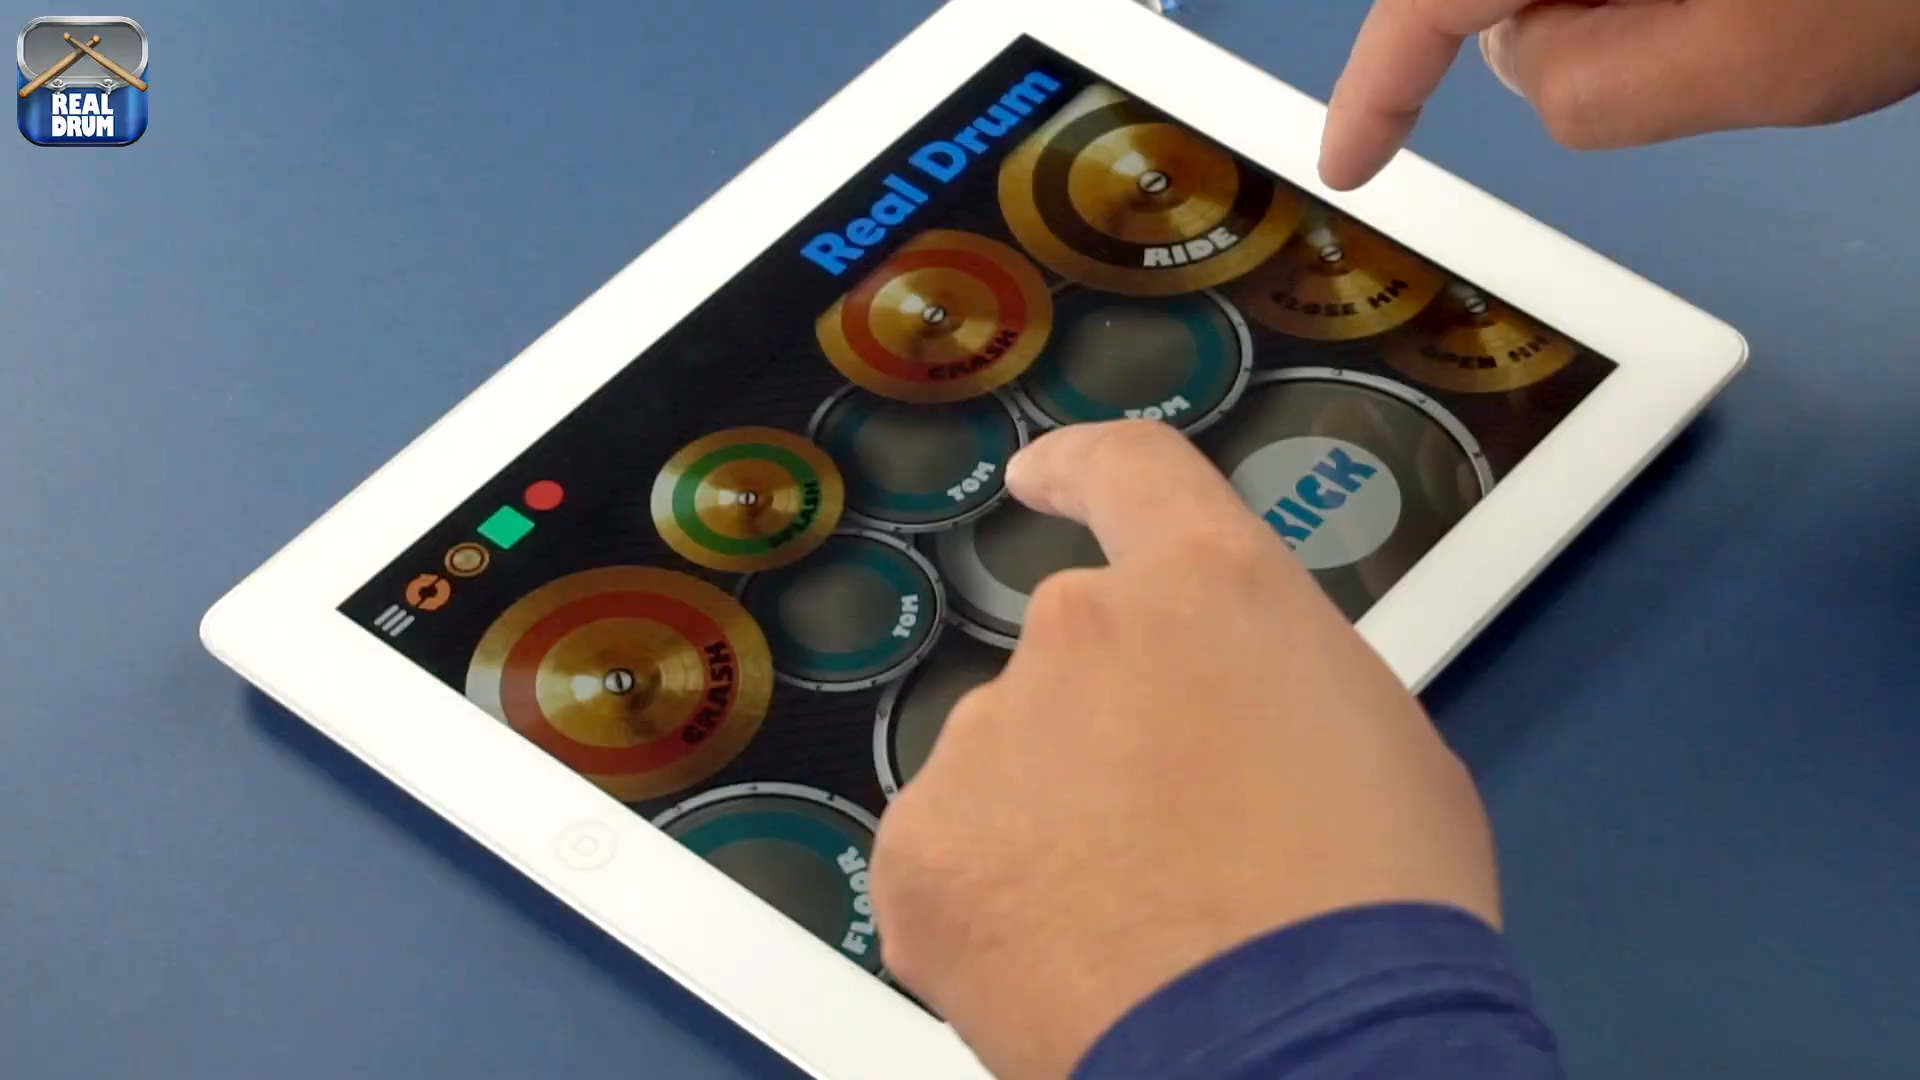 REAL
DRUM
Real Drum
RIDE
CLOSE HH
OPEN HH
CRASH
TOM
TOM
KICK
SPLASH
TOM
CRASH
FLOOR